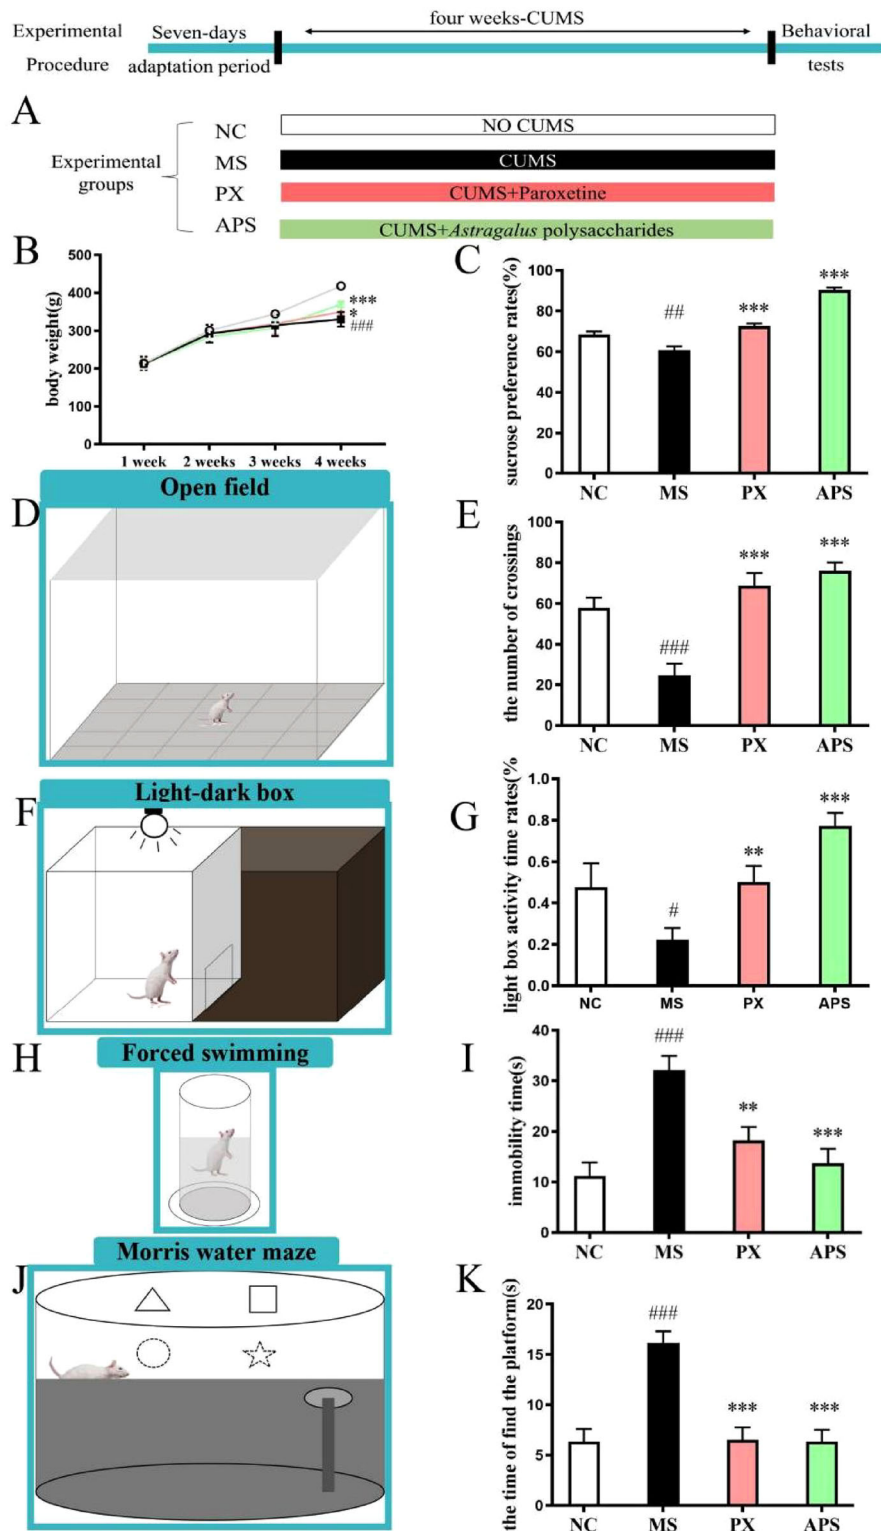 Experimental
Procedure
Seven-days
adaptation period
four weeks-CUMS
Behavioral
tests
A
Experimental
groups
NC
NO CUMS
MS
CUMS
PX
CUMS+Paroxetine
APS
CUMS+Astragalus polysaccharides
B
body weight(g)
500
400
300
200
100
0
1 week 2 weeks 3 weeks 4 weeks
***
*
###
C
sucrose preference rates(%)
100
80
60
40
20
0
##
***
***
NC MS PX APS
D
Open field
E
the number of crossings
100
80
60
40
20
0
###
***
***
NC MS PX APS
F
Light-dark box
G
light box activity time rates(%
1.0
0.8
0.6
0.4
0.2
0.0
#
**
***
NC MS PX APS
H
Forced swimming
I
immobility time(s)
40
30
20
10
0
###
**
***
NC MS PX APS
J
Morris water maze
K
the time of find the platform(s)
20
15
10
5
0
###
***
***
NC MS PX APS